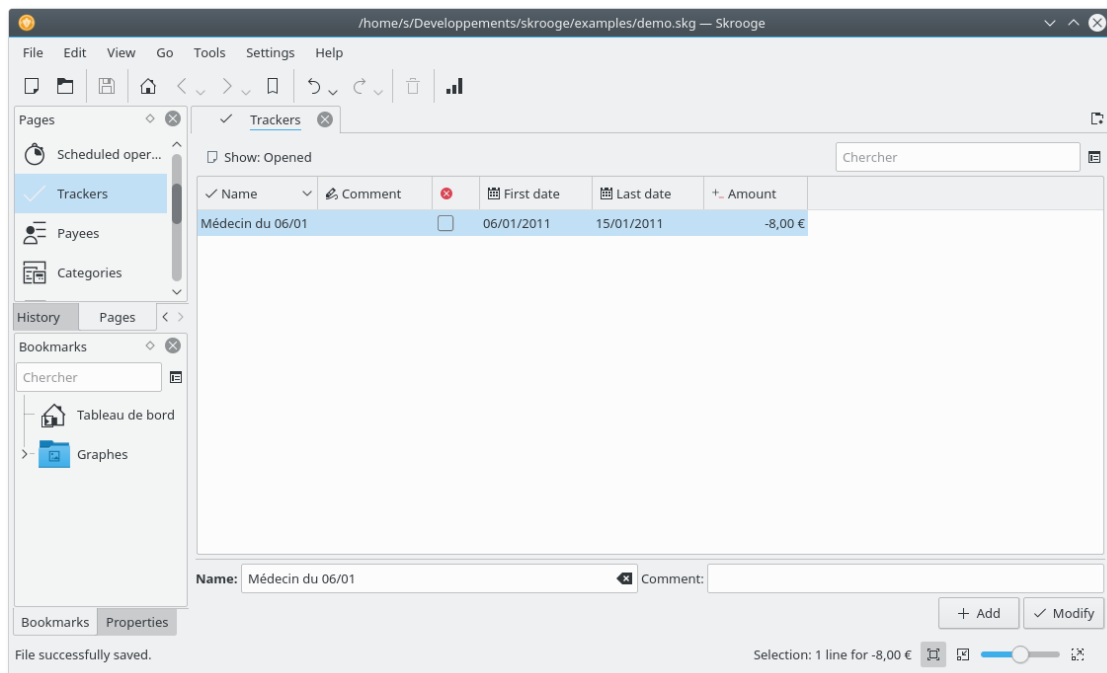 /home/s/Developpements/skrooge/examples/demo.skg — Skrooge
File Edit View Go Tools Settings Help
Pages
Scheduled oper...
Trackers
Payees
Categories
History Pages
Bookmarks
Chercher
Tableau de bord
Graphes
Bookmarks Properties
Trackers
Show: Opened
Chercher
Name Comment First date Last date Amount
Médecin du 06/01 06/01/2011 15/01/2011 -8,00 €
Name: Médecin du 06/01 Comment:
Add Modify
File successfully saved.
Selection: 1 line for -8,00 €